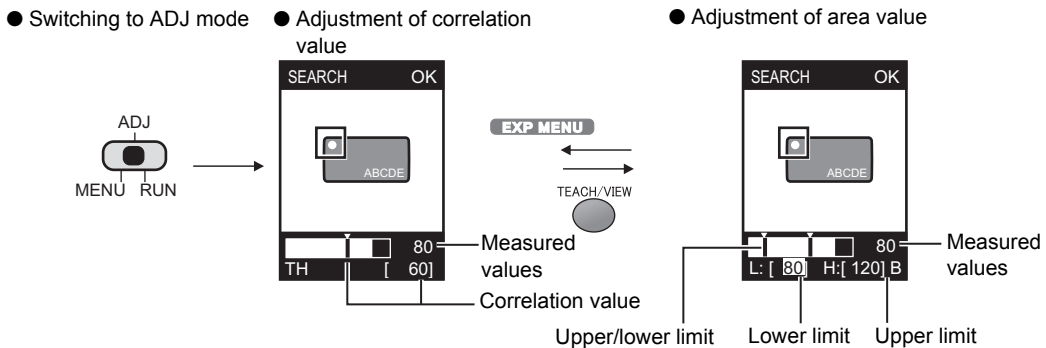 ● Switching to ADJ mode
● Adjustment of correlation
value
● Adjustment of area value
ADJ
MENU RUN
SEARCH OK
ABCDE
80
TH [ 60]
Measured
values
Correlation value
EXP MENU
TEACH/VIEW
SEARCH OK
ABCDE
80
L: [ 80] H:[ 120] B
Measured
values
Upper/lower limit
Lower limit
Upper limit